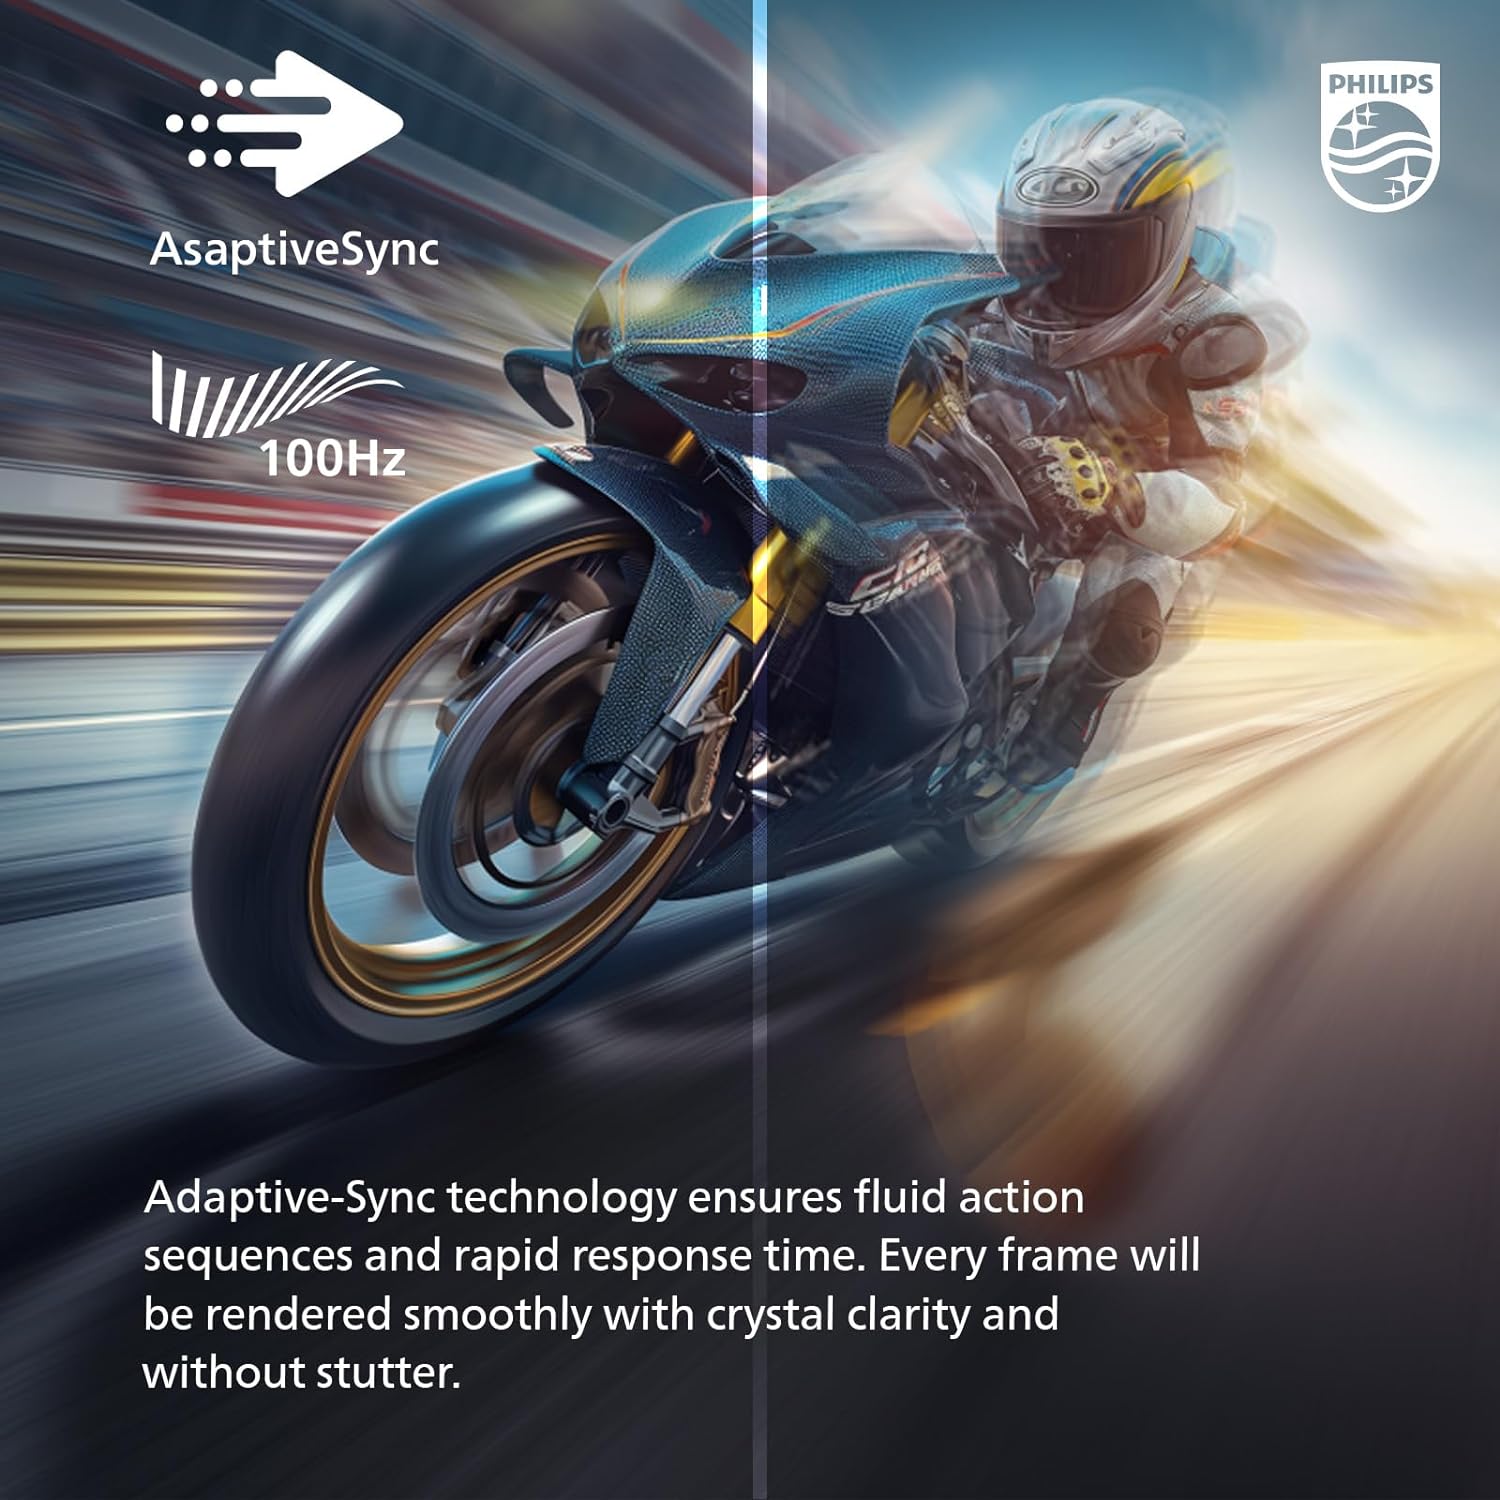 PHILIPS
AsaptiveSync
100Hz
Adaptive-Sync technology ensures fluid action
sequences and rapid response time. Every frame will
be rendered smoothly with crystal clarity and
without stutter.